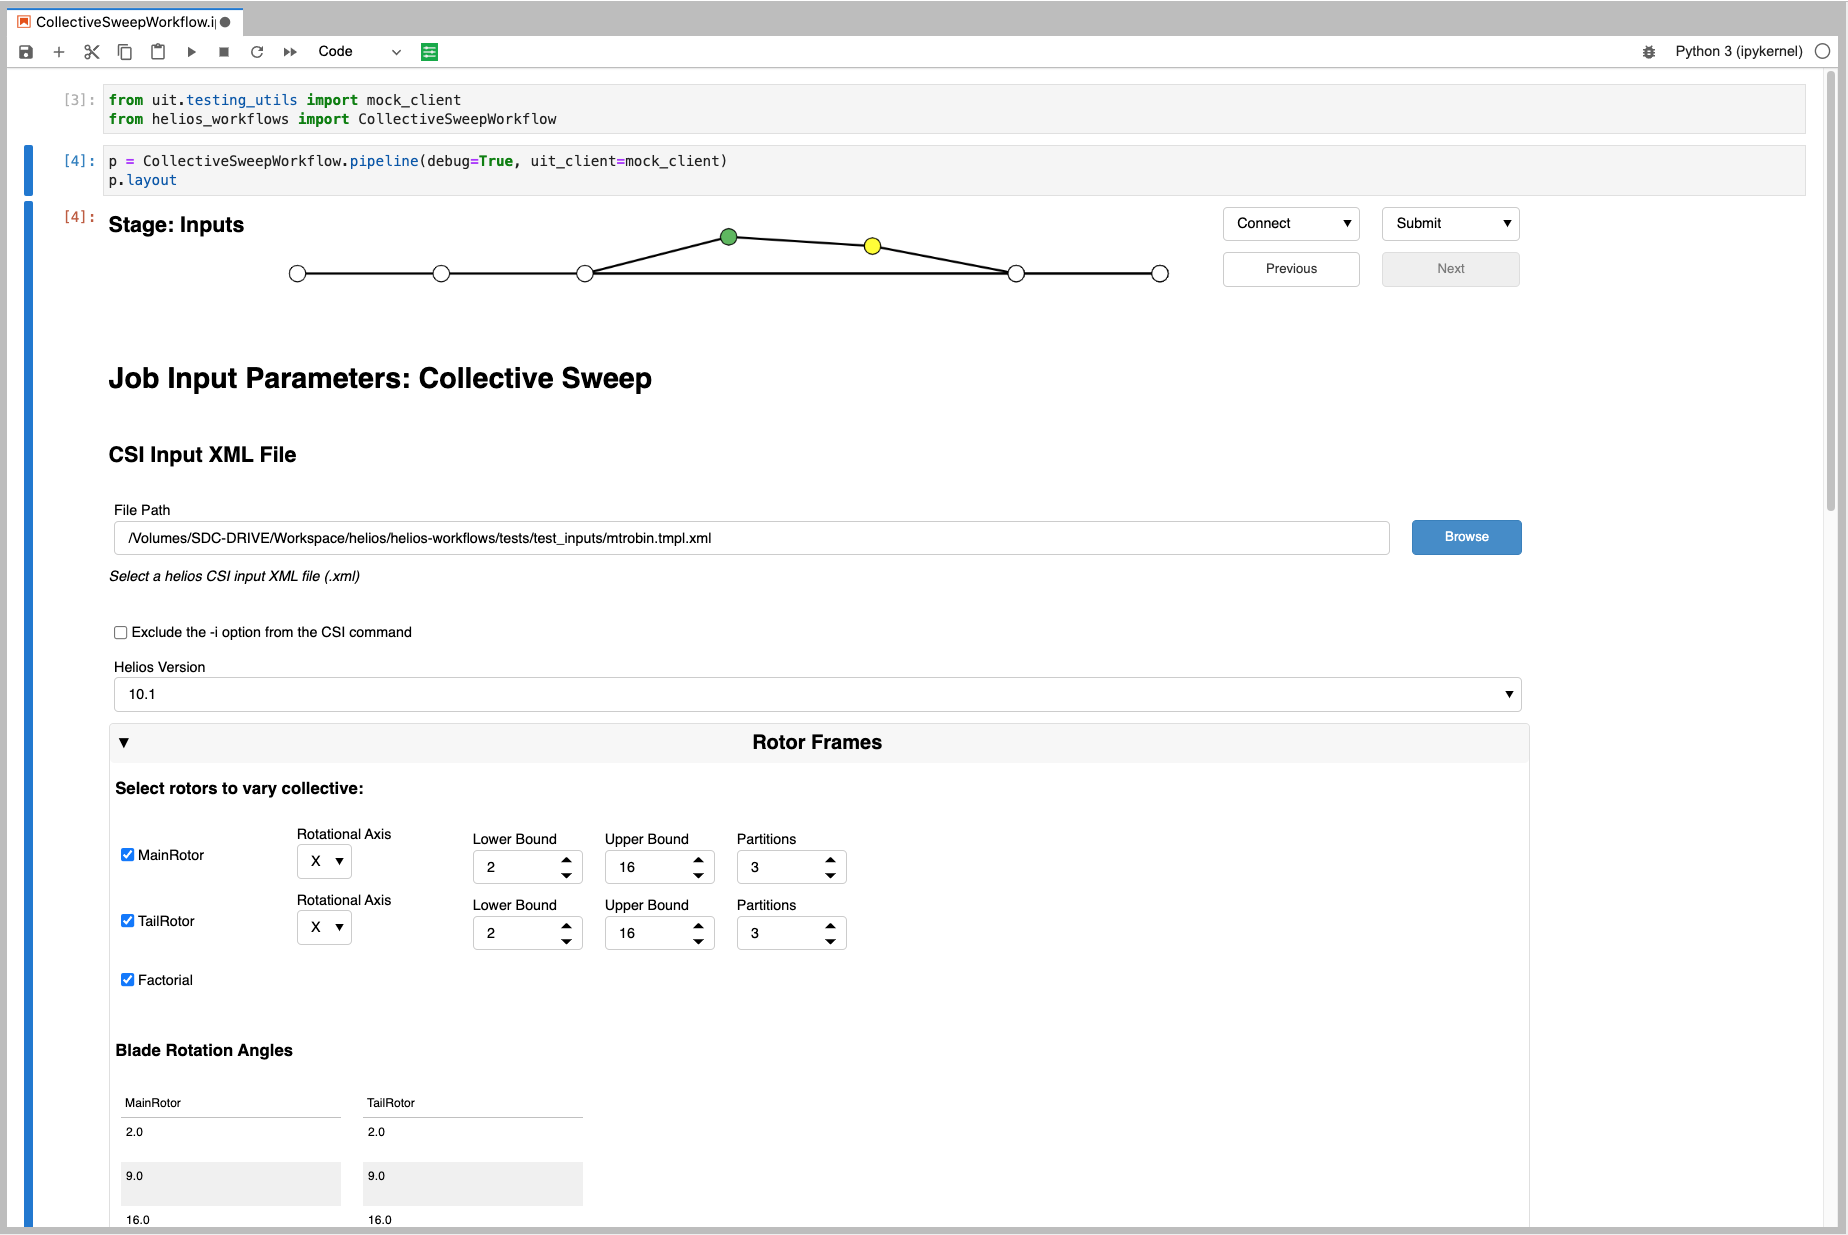 CollectiveSweepWorkflow.ij
Code
Python 3 (ipykernel)
[3]:
from uit.testing_utils import mock_client
from helios_workflows import CollectiveSweepWorkflow
[4]:
p = CollectiveSweepWorkflow.pipeline(debug=True, uit_client=mock_client)
p.layout
[4]:
Stage: Inputs
Connect
Submit
Previous
Next
Job Input Parameters: Collective Sweep
CSI Input XML File
File Path
/Volumes/SDC-DRIVE/Workspace/helios/helios-workflows/tests/test_inputs/mtrobin.tmpl.xml
Browse
Select a helios CSI input XML file (.xml)
Exclude the -i option from the CSI command
Helios Version
10.1
Rotor Frames
Select rotors to vary collective:
MainRotor
Rotational Axis
X
Lower Bound
2
Upper Bound
16
Partitions
3
TailRotor
Rotational Axis
X
Lower Bound
2
Upper Bound
16
Partitions
3
Factorial
Blade Rotation Angles
MainRotor TailRotor
2.0 2.0
9.0 9.0
16.0 16.0